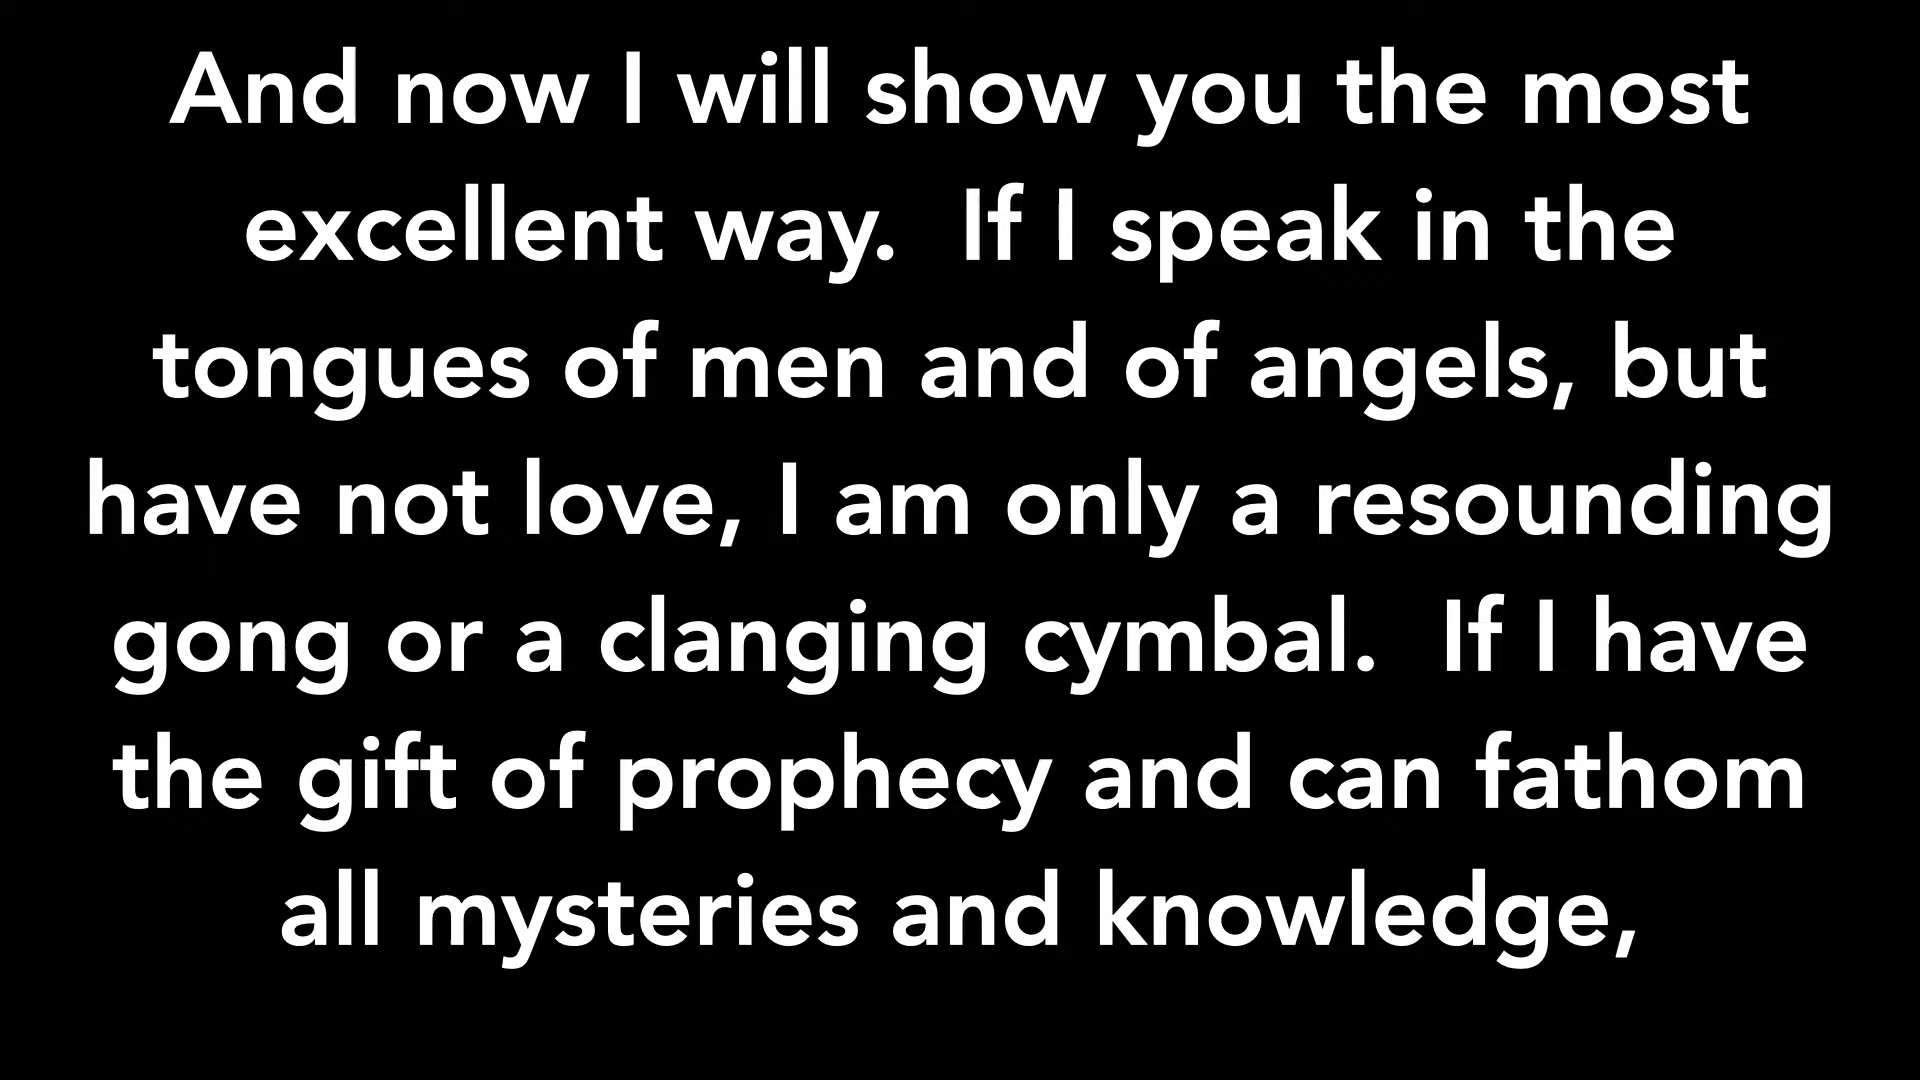 And now I will show you the most
excellent way.  If I speak in the
tongues of men and of angels, but
have not love, I am only a resounding
gong or a clanging cymbal.  If I have
the gift of prophecy and can fathom
all mysteries and knowledge,